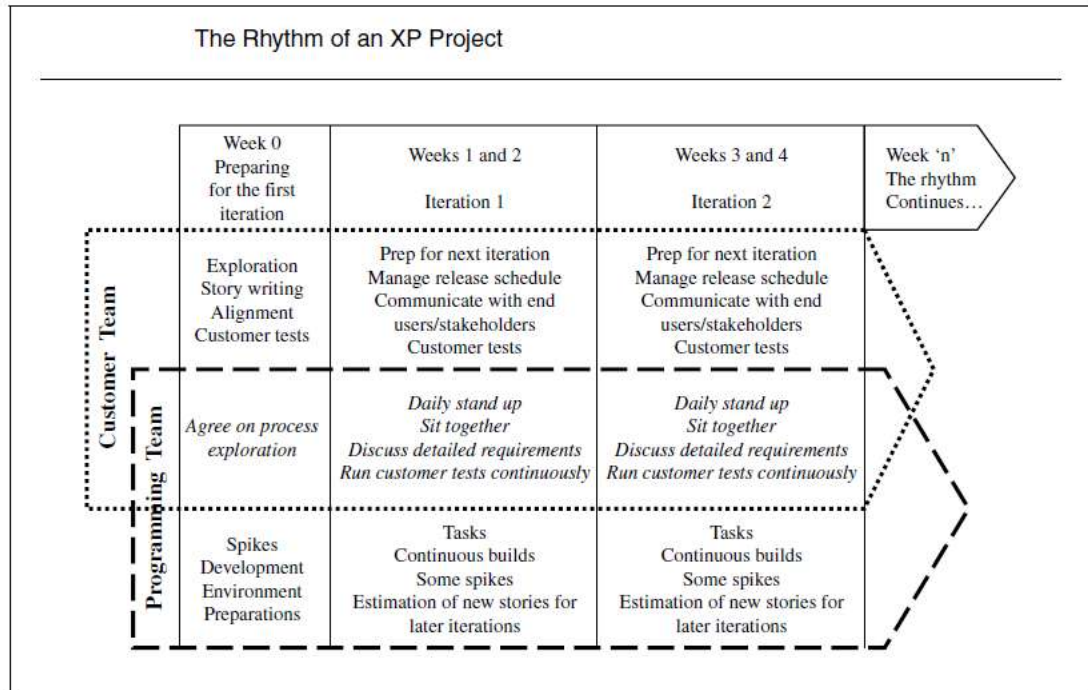 The Rhythm of an XP Project
Week 0
Preparing
for the first
iteration
Weeks 1 and 2
Iteration 1
Weeks 3 and 4
Iteration 2
Week ‘n’
The rhythm
Continues…
Customer Team
Exploration
Story writing
Alignment
Customer tests
Prep for next iteration
Manage release schedule
Communicate with end
users/stakeholders
Customer tests
Prep for next iteration
Manage release schedule
Communicate with end
users/stakeholders
Customer tests
Programming Team
Agree on process
exploration
Daily stand up
Sit together
Discuss detailed requirements
Run customer tests continuously
Daily stand up
Sit together
Discuss detailed requirements
Run customer tests continuously
Spikes
Development
Environment
Preparations
Tasks
Continuous builds
Some spikes
Estimation of new stories for
later iterations
Tasks
Continuous builds
Some spikes
Estimation of new stories for
later iterations